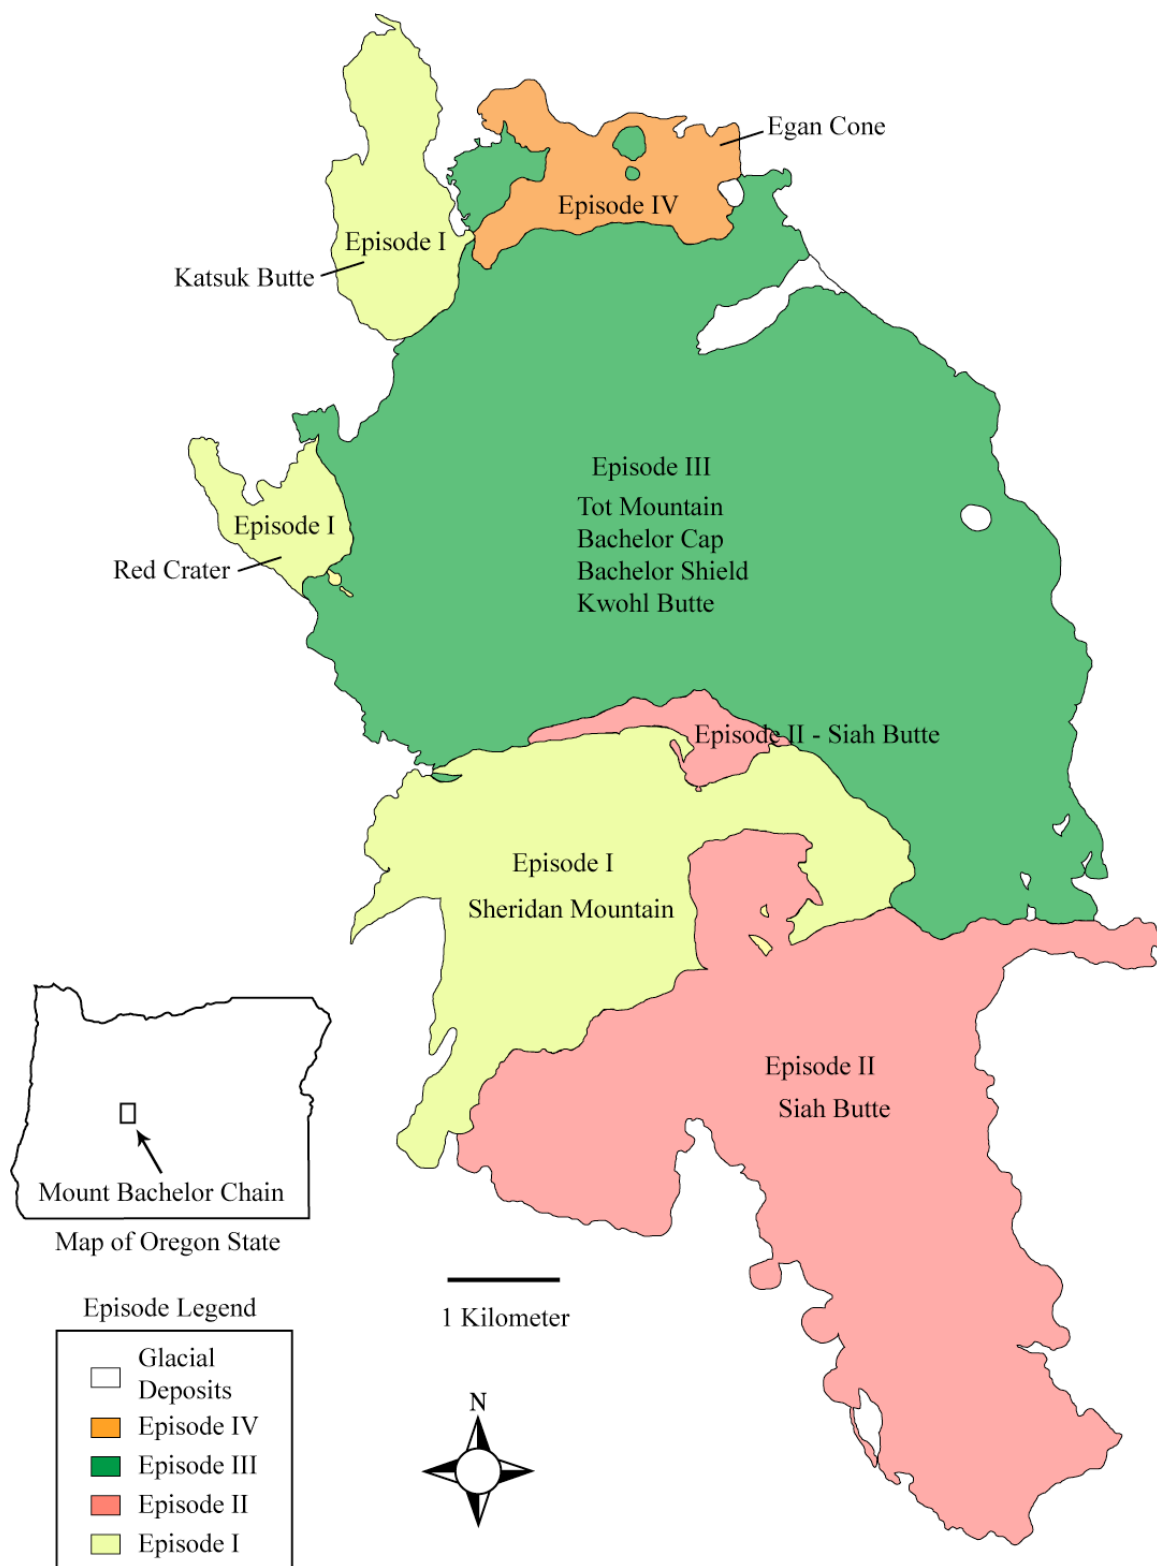 Egan Cone
Episode IV
Episode I
Katsuk Butte
Episode III
Tot Mountain
Bachelor Cap
Bachelor Shield
Kwohl Butte
Episode I
Red Crater
Episode II - Siah Butte
Episode I
Sheridan Mountain
Episode II
Siah Butte
Mount Bachelor Chain
Map of Oregon State
1 Kilometer
Episode Legend
Glacial
Deposits
Episode IV
Episode III
Episode II
Episode I
N